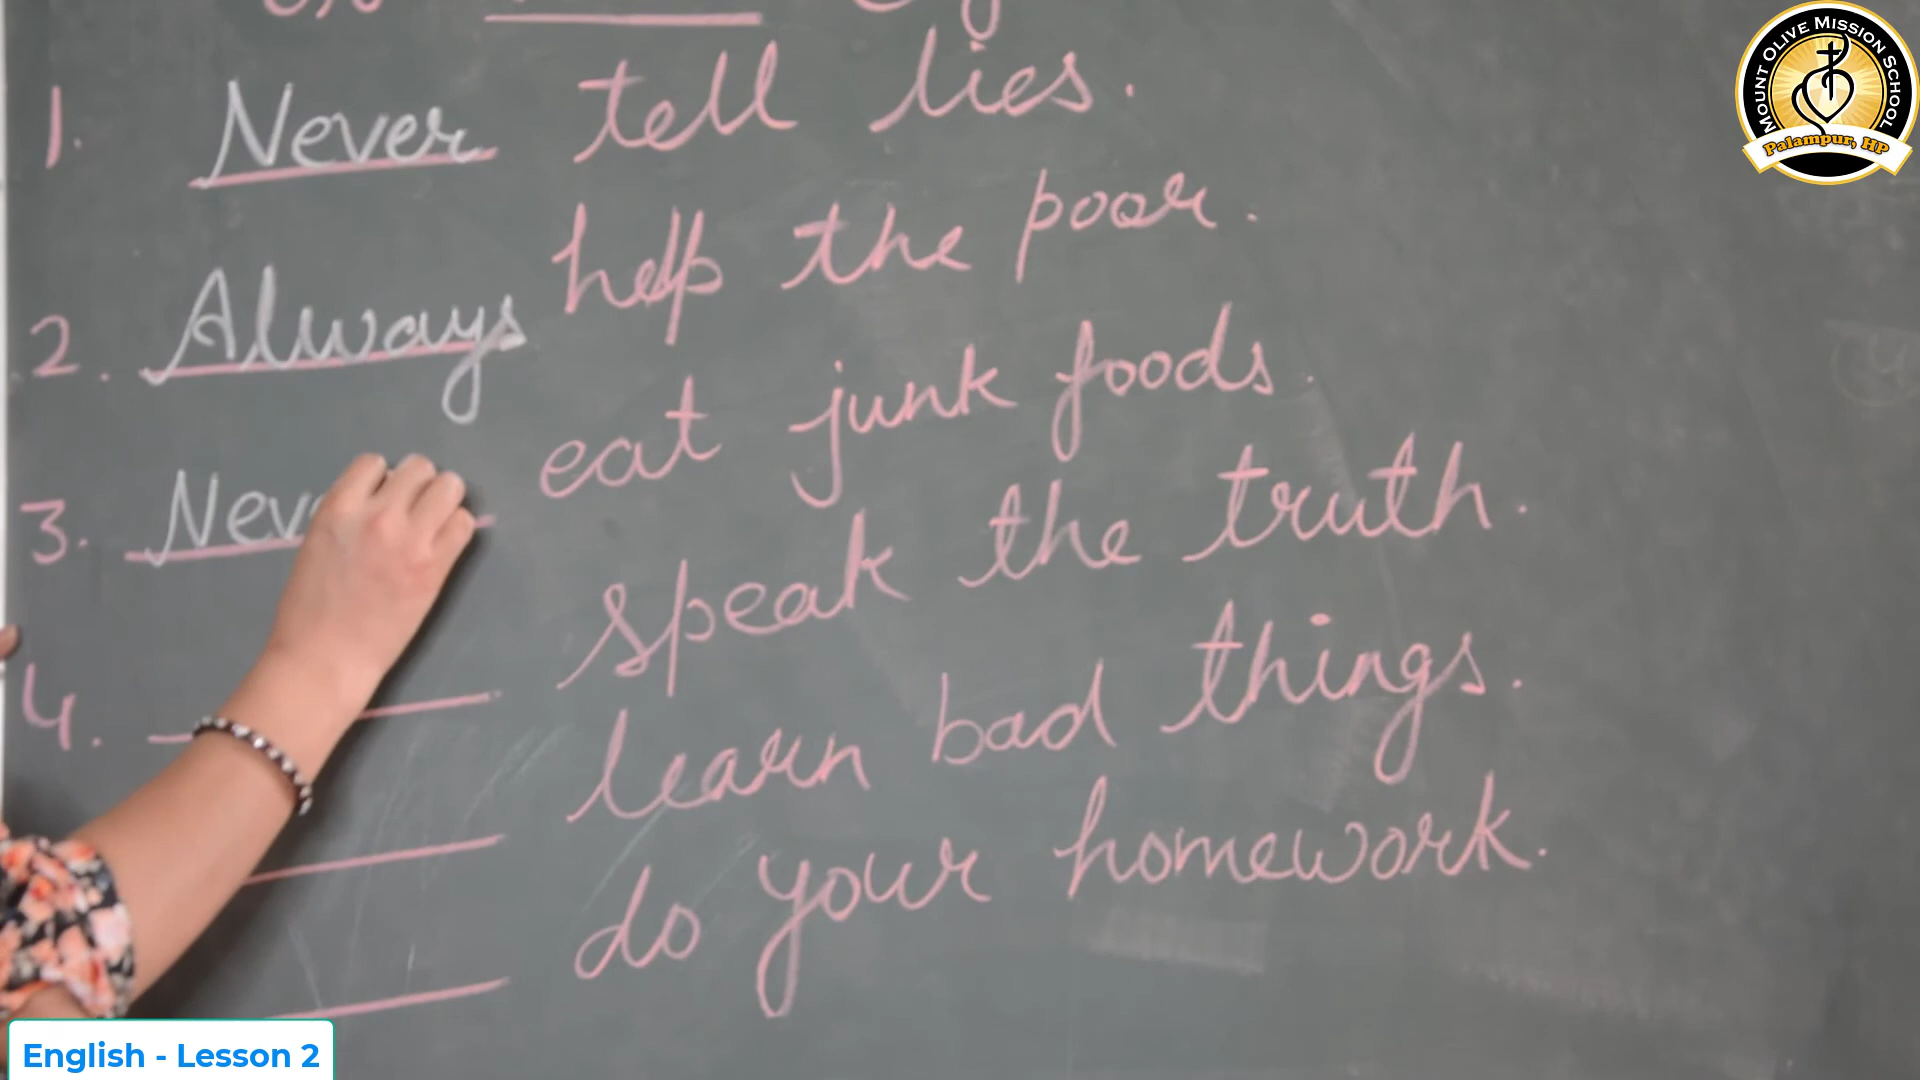 1. Never tell lies.
2. Always help the poor.
3. Neve eat junk foods.
4. speak the truth.
learn bad things.
do your homework.
MOUNT OLIVE MISSION SCHOOL
Palampur, HP
English - Lesson 2